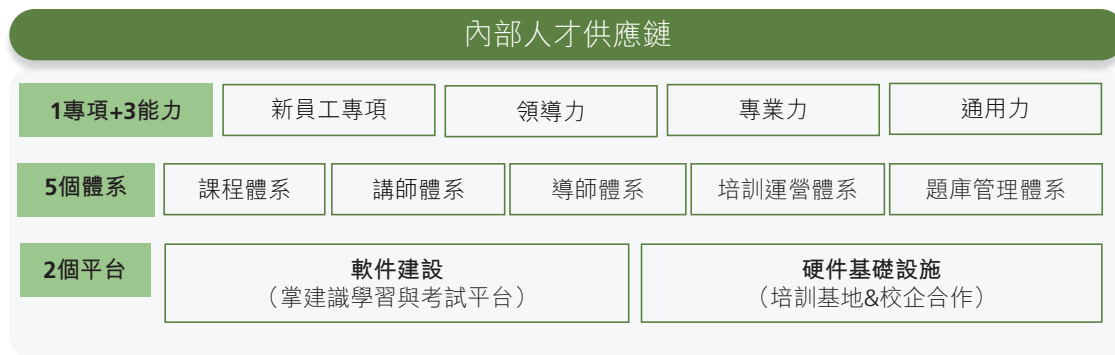 內部人才供應鏈
1專項+3能力 新員工專項 領導力 專業力 通用力
5個體系 課程體系 講師體系 導師體系 培訓運營體系 題庫管理體系
2個平台 軟件建設 硬件基礎設施
（掌建識學習與考試平台） （培訓基地&校企合作）